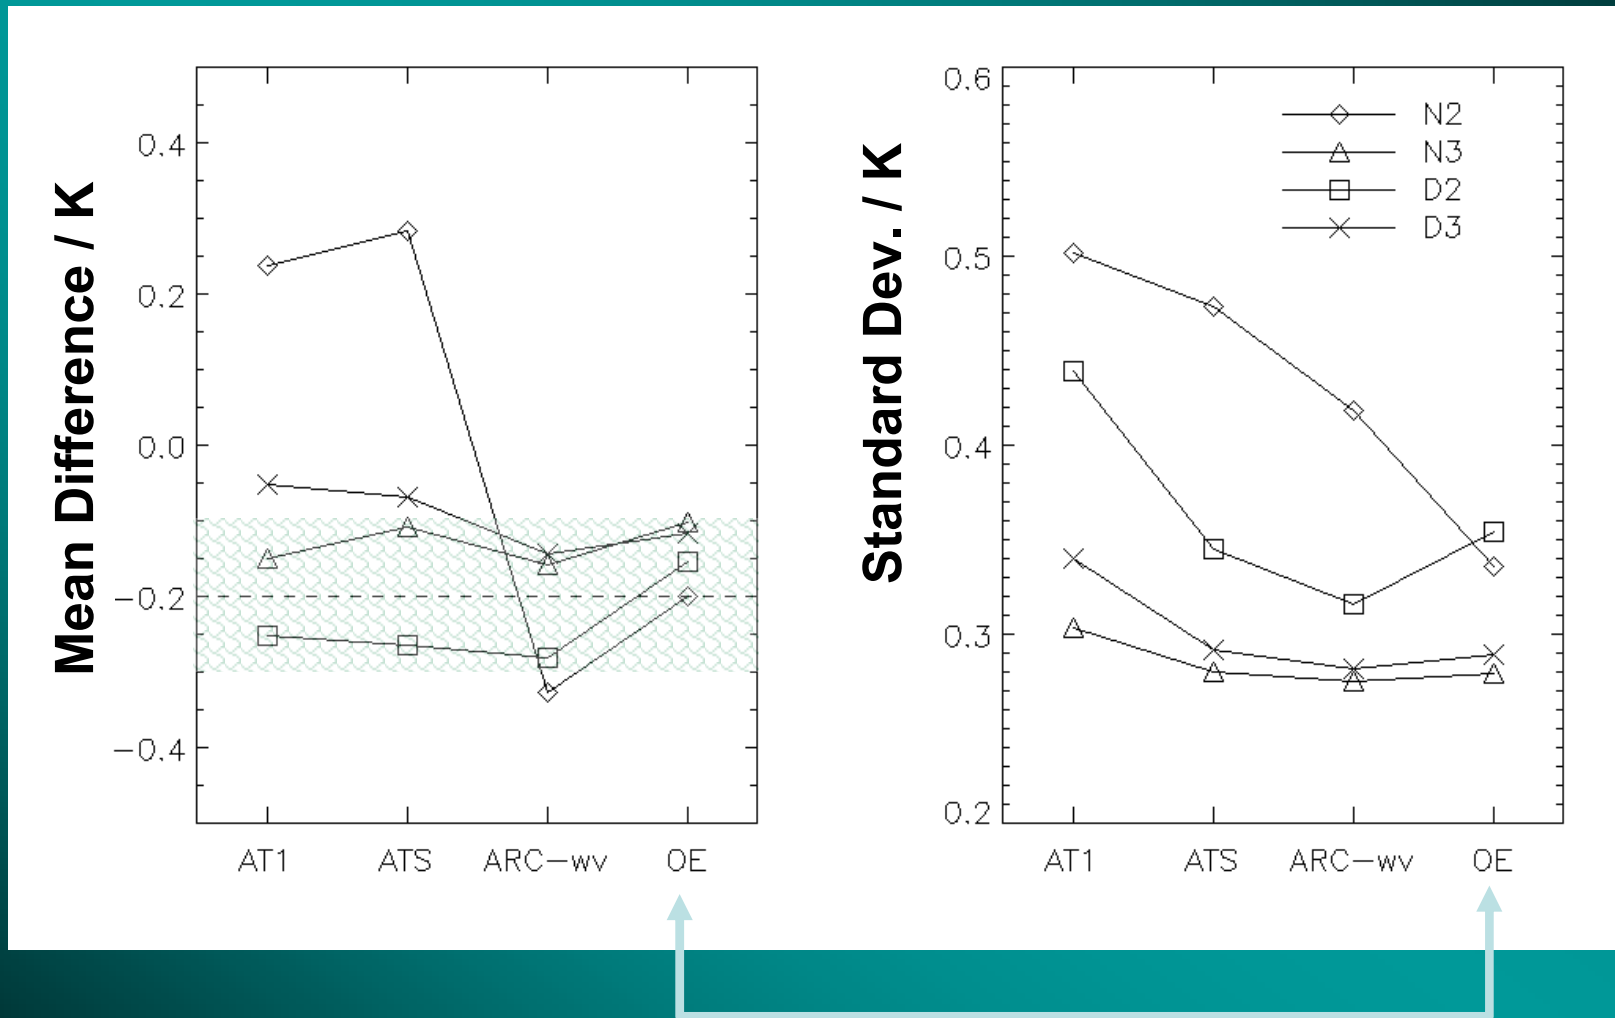 Mean Difference / K
0.4
0.2
0.0
−0.2
−0.4
AT1 ATS ARC−wv OE
Standard Dev. / K
0.6
0.5
0.4
0.3
0.2
N2
N3
D2
D3
AT1 ATS ARC−wv OE